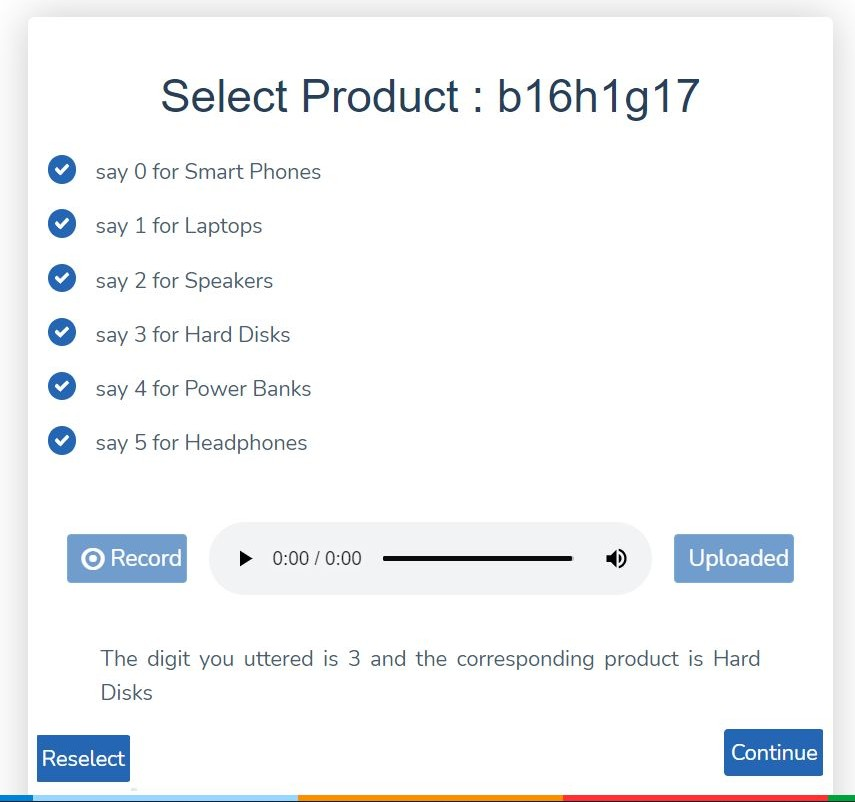 Select Product : b16h1g17
say 0 for Smart Phones
say 1 for Laptops
say 2 for Speakers
say 3 for Hard Disks
say 4 for Power Banks
say 5 for Headphones
Record 0:00 / 0:00 Uploaded
The digit you uttered is 3 and the corresponding product is Hard
Disks
Reselect Continue